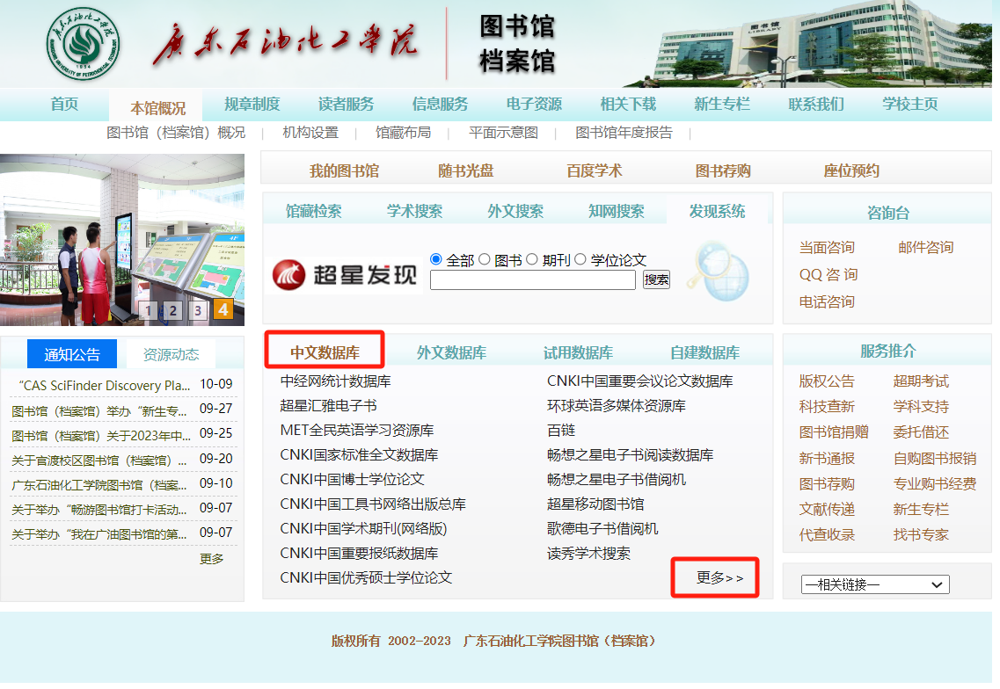 广东石油化工学院
图书馆
档案馆
图书馆
LIBRARY
1954
首页 本馆概况 规章制度 读者服务 信息服务 电子资源 相关下载 新生专栏 联系我们 学校主页
图书馆（档案馆）概况 | 机构设置 | 馆藏布局 | 平面示意图 | 图书馆年度报告 |
我的图书馆 随书光盘 百度学术 图书荐购 座位预约
馆藏检索 学术搜索 外文搜索 知网搜索 发现系统
超星发现
全部 图书 期刊 学位论文
搜索
咨询台
当面咨询 邮件咨询
QQ 咨 询
电话咨询
1 2 3 4
通知公告 资源动态
“CAS SciFinder Discovery Pla... 10-09
图书馆（档案馆）举办“新生专... 09-27
图书馆（档案馆）关于2023年中... 09-25
关于官渡校区图书馆（档案馆）... 09-20
广东石油化工学院图书馆（档案... 09-10
关于举办“畅游图书馆打卡活动... 09-07
关于举办“我在广油图书馆的第... 09-07
更多
中文数据库 外文数据库 试用数据库 自建数据库
中经网统计数据库 CNKI中国重要会议论文数据库
超星汇雅电子书 环球英语多媒体资源库
MET全民英语学习资源库 百链
CNKI国家标准全文数据库 畅想之星电子书阅读数据库
CNKI中国博士学位论文 畅想之星电子书借阅机
CNKI中国工具书网络出版总库 超星移动图书馆
CNKI中国学术期刊(网络版) 歌德电子书借阅机
CNKI中国重要报纸数据库 读秀学术搜索
CNKI中国优秀硕士学位论文 更多>>
服务推介
版权公告 超期考试
科技查新 学科支持
图书馆捐赠 委托借还
新书通报 自购图书报销
图书荐购 专业购书经费
文献传递 新生专栏
代查收录 找书专家
—相关链接—
版权所有 2002-2023 广东石油化工学院图书馆（档案馆）